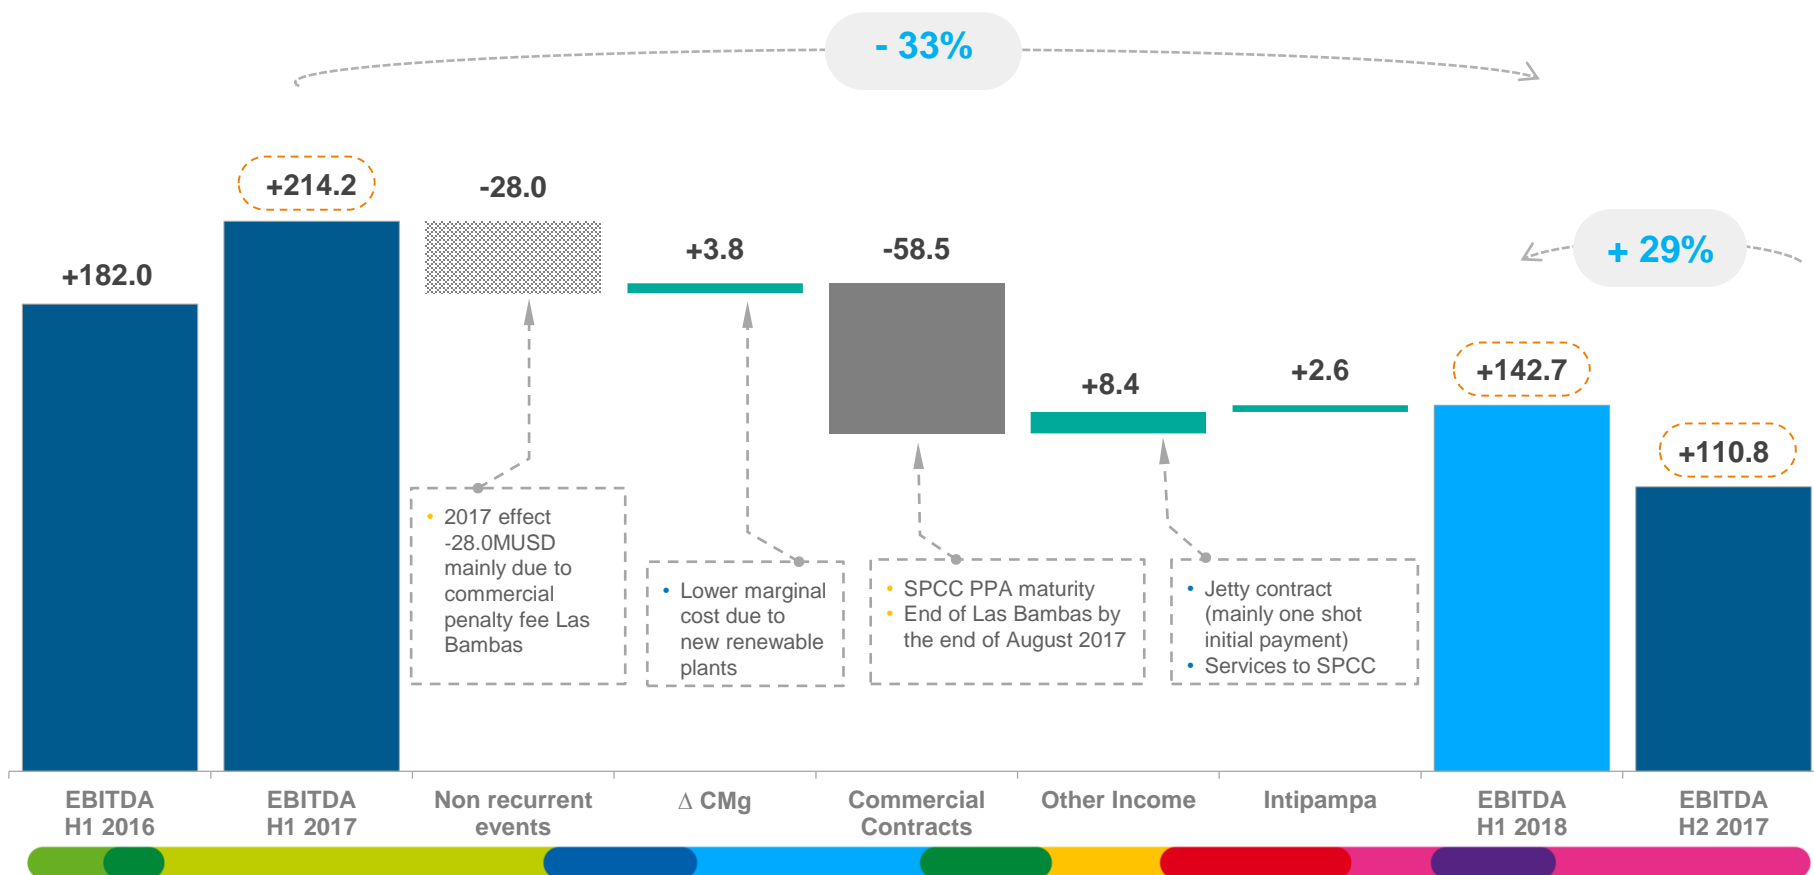 - 33%
+214.2
-28.0
+3.8
-58.5
+ 29%
+182.0
+8.4
+2.6
+142.7
+110.8
• 2017 effect
-28.0MUSD
mainly due to
commercial
penalty fee Las
Bambas
• Lower marginal
cost due to
new renewable
plants
• SPCC PPA maturity
• End of Las Bambas by
the end of August 2017
• Jetty contract
(mainly one shot
initial payment)
• Services to SPCC
EBITDA
H1 2016
EBITDA
H1 2017
Non recurrent
events
Δ CMg
Commercial
Contracts
Other Income
Intipampa
EBITDA
H1 2018
EBITDA
H2 2017